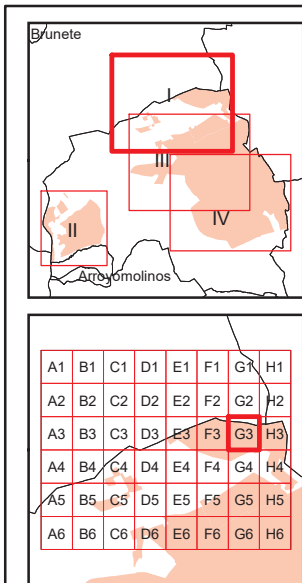 Brunete
I
III
IV
II
Arroyomolinos
A1 B1 C1 D1 E1 F1 G1 H1
A2 B2 C2 D2 E2 F2 G2 H2
A3 B3 C3 D3 E3 F3 G3 H3
A4 B4 C4 D4 E4 F4 G4 H4
A5 B5 C5 D5 E5 F5 G5 H5
A6 B6 C6 D6 E6 F6 G6 H6